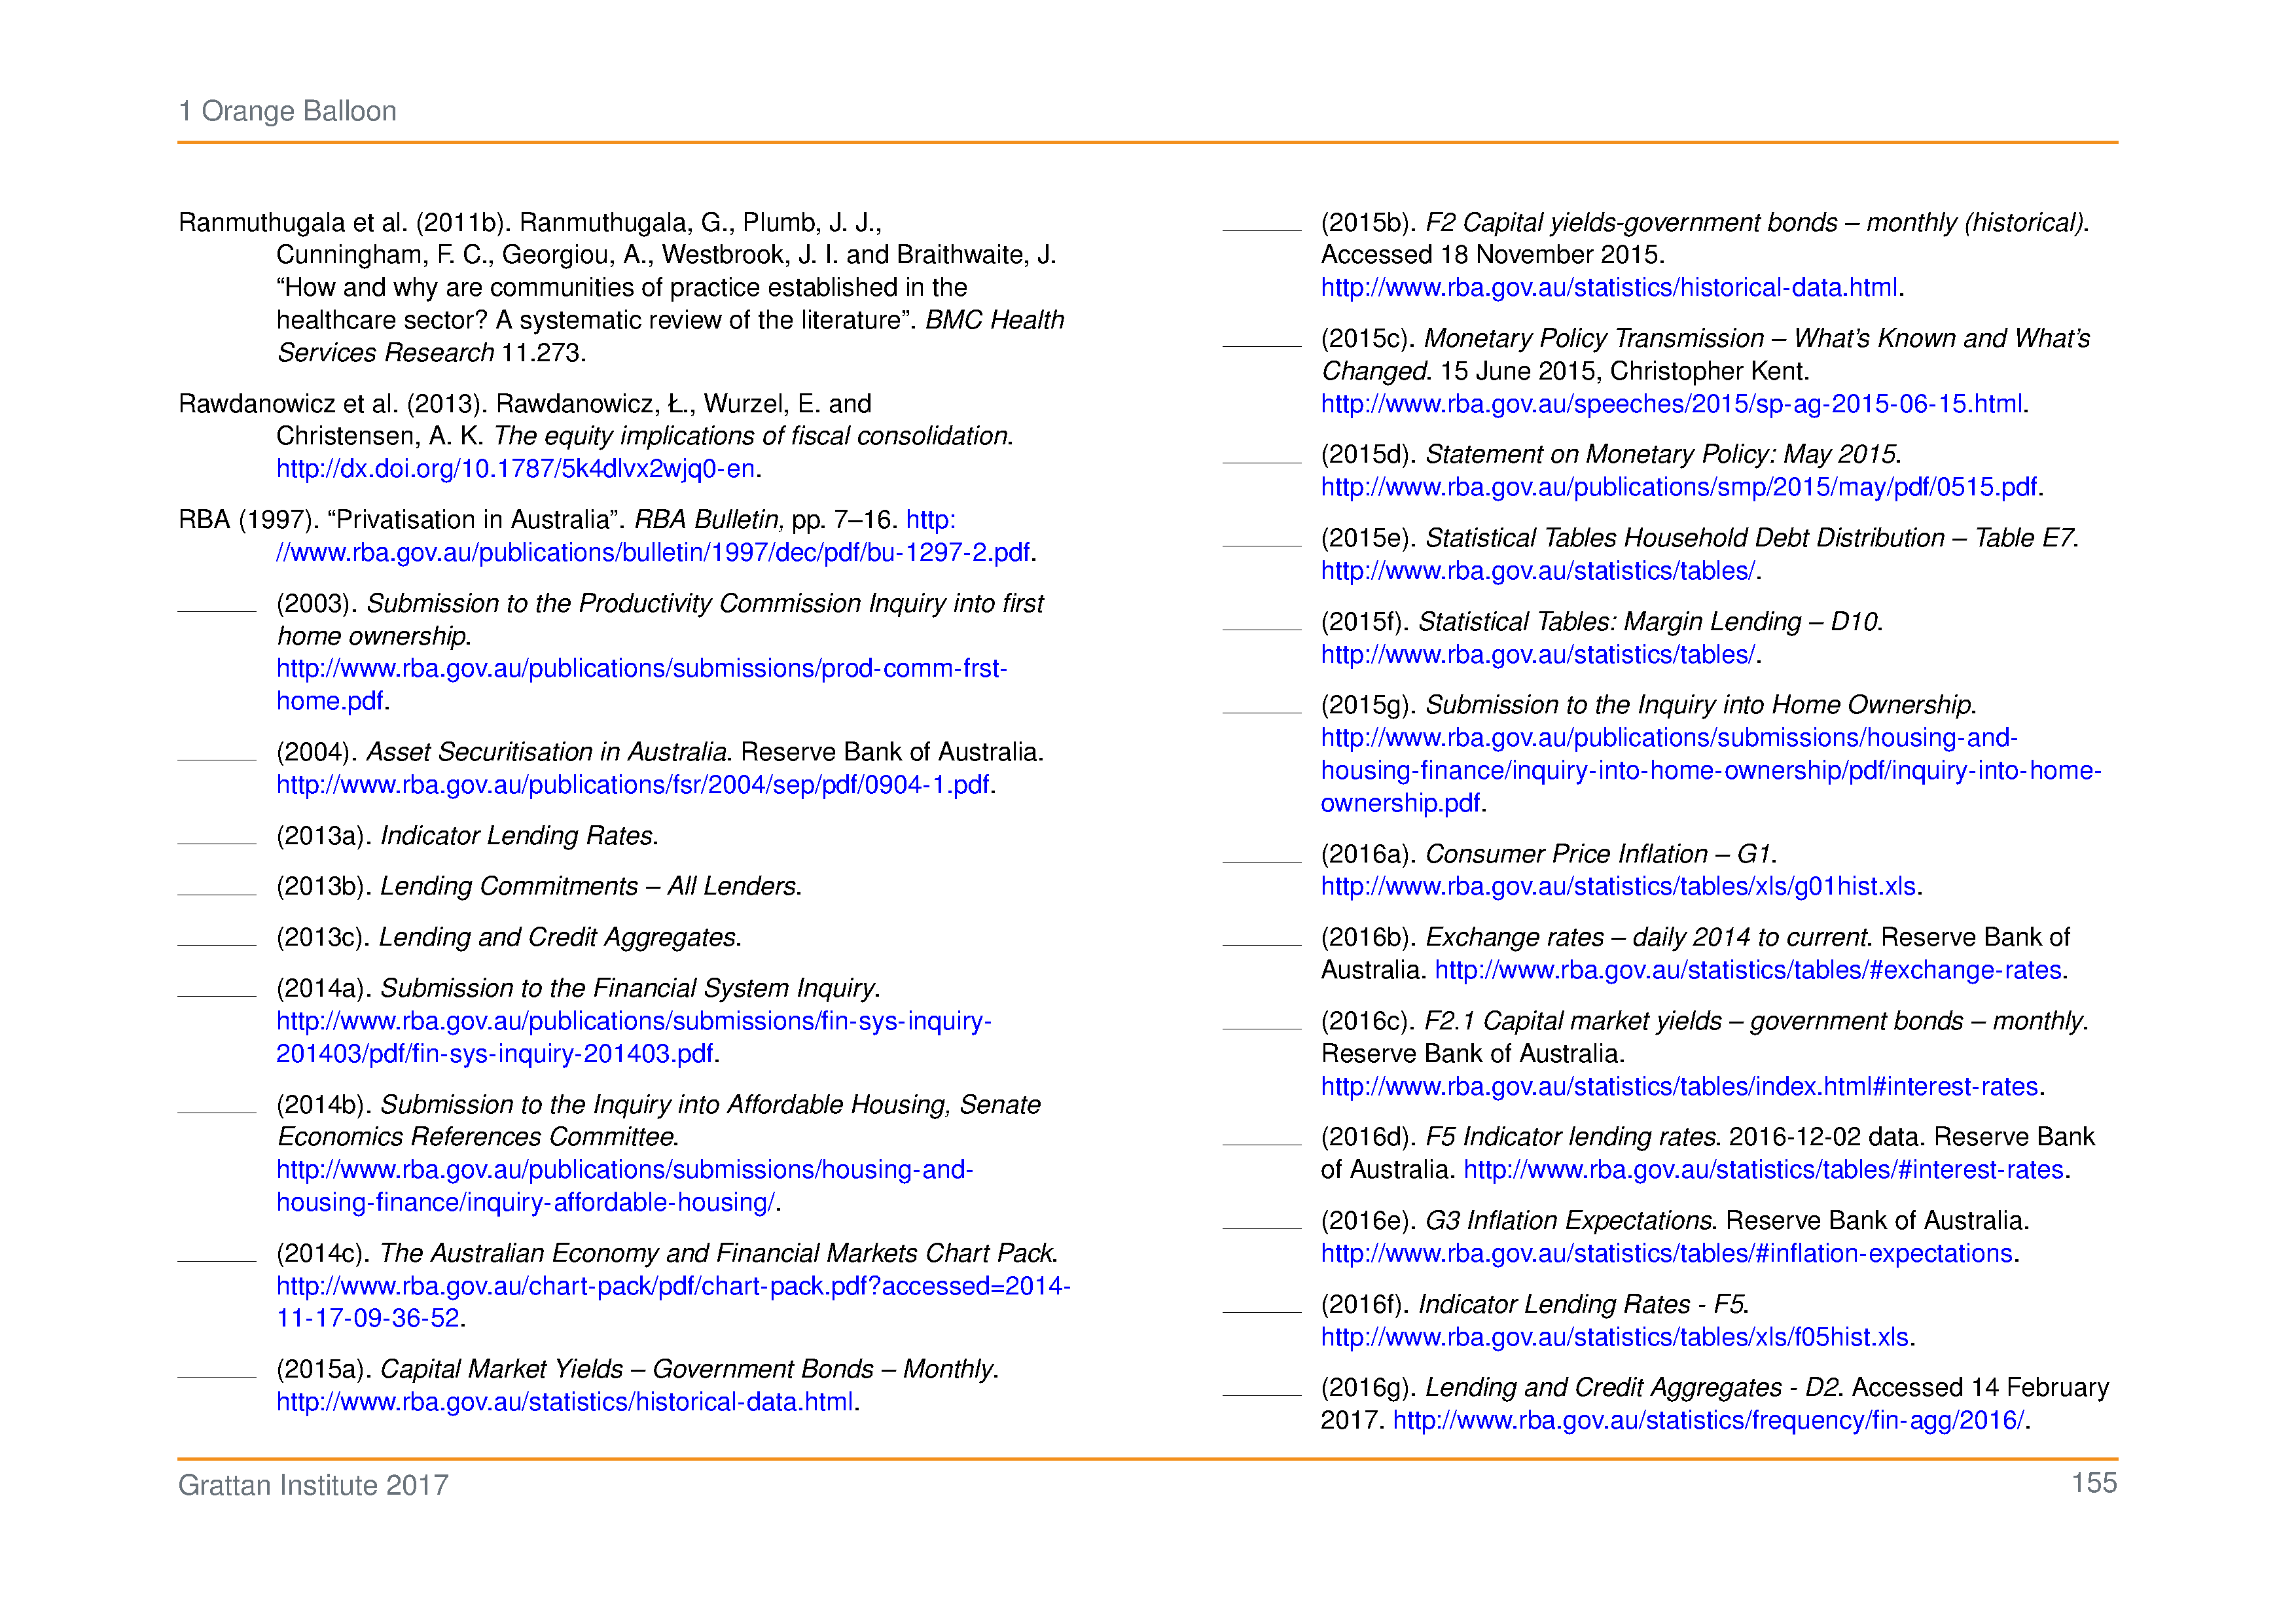 1 Orange Balloon
Ranmuthugala et al. (2011b). Ranmuthugala, G., Plumb, J. J.,
Cunningham, F. C., Georgiou, A., Westbrook, J. I. and Braithwaite, J.
“How and why are communities of practice established in the
healthcare sector? A systematic review of the literature”. BMC Health
Services Research 11.273.
Rawdanowicz et al. (2013). Rawdanowicz, Ł., Wurzel, E. and
Christensen, A. K. The equity implications of fiscal consolidation.
http://dx.doi.org/10.1787/5k4dlvx2wjq0-en.
RBA (1997). “Privatisation in Australia”. RBA Bulletin, pp. 7–16. http:
//www.rba.gov.au/publications/bulletin/1997/dec/pdf/bu-1297-2.pdf.
(2003). Submission to the Productivity Commission Inquiry into first
home ownership.
http://www.rba.gov.au/publications/submissions/prod-comm-frst-
home.pdf.
(2004). Asset Securitisation in Australia. Reserve Bank of Australia.
http://www.rba.gov.au/publications/fsr/2004/sep/pdf/0904-1.pdf.
(2013a). Indicator Lending Rates.
(2013b). Lending Commitments – All Lenders.
(2013c). Lending and Credit Aggregates.
(2014a). Submission to the Financial System Inquiry.
http://www.rba.gov.au/publications/submissions/fin-sys-inquiry-
201403/pdf/fin-sys-inquiry-201403.pdf.
(2014b). Submission to the Inquiry into Affordable Housing, Senate
Economics References Committee.
http://www.rba.gov.au/publications/submissions/housing-and-
housing-finance/inquiry-affordable-housing/.
(2014c). The Australian Economy and Financial Markets Chart Pack.
http://www.rba.gov.au/chart-pack/pdf/chart-pack.pdf?accessed=2014-
11-17-09-36-52.
(2015a). Capital Market Yields – Government Bonds – Monthly.
http://www.rba.gov.au/statistics/historical-data.html.
(2015b). F2 Capital yields-government bonds – monthly (historical).
Accessed 18 November 2015.
http://www.rba.gov.au/statistics/historical-data.html.
(2015c). Monetary Policy Transmission – What’s Known and What’s
Changed. 15 June 2015, Christopher Kent.
http://www.rba.gov.au/speeches/2015/sp-ag-2015-06-15.html.
(2015d). Statement on Monetary Policy: May 2015.
http://www.rba.gov.au/publications/smp/2015/may/pdf/0515.pdf.
(2015e). Statistical Tables Household Debt Distribution – Table E7.
http://www.rba.gov.au/statistics/tables/.
(2015f). Statistical Tables: Margin Lending – D10.
http://www.rba.gov.au/statistics/tables/.
(2015g). Submission to the Inquiry into Home Ownership.
http://www.rba.gov.au/publications/submissions/housing-and-
housing-finance/inquiry-into-home-ownership/pdf/inquiry-into-home-
ownership.pdf.
(2016a). Consumer Price Inflation – G1.
http://www.rba.gov.au/statistics/tables/xls/g01hist.xls.
(2016b). Exchange rates – daily 2014 to current. Reserve Bank of
Australia. http://www.rba.gov.au/statistics/tables/#exchange-rates.
(2016c). F2.1 Capital market yields – government bonds – monthly.
Reserve Bank of Australia.
http://www.rba.gov.au/statistics/tables/index.html#interest-rates.
(2016d). F5 Indicator lending rates. 2016-12-02 data. Reserve Bank
of Australia. http://www.rba.gov.au/statistics/tables/#interest-rates.
(2016e). G3 Inflation Expectations. Reserve Bank of Australia.
http://www.rba.gov.au/statistics/tables/#inflation-expectations.
(2016f). Indicator Lending Rates - F5.
http://www.rba.gov.au/statistics/tables/xls/f05hist.xls.
(2016g). Lending and Credit Aggregates - D2. Accessed 14 February
2017. http://www.rba.gov.au/statistics/frequency/fin-agg/2016/.
Grattan Institute 2017
155